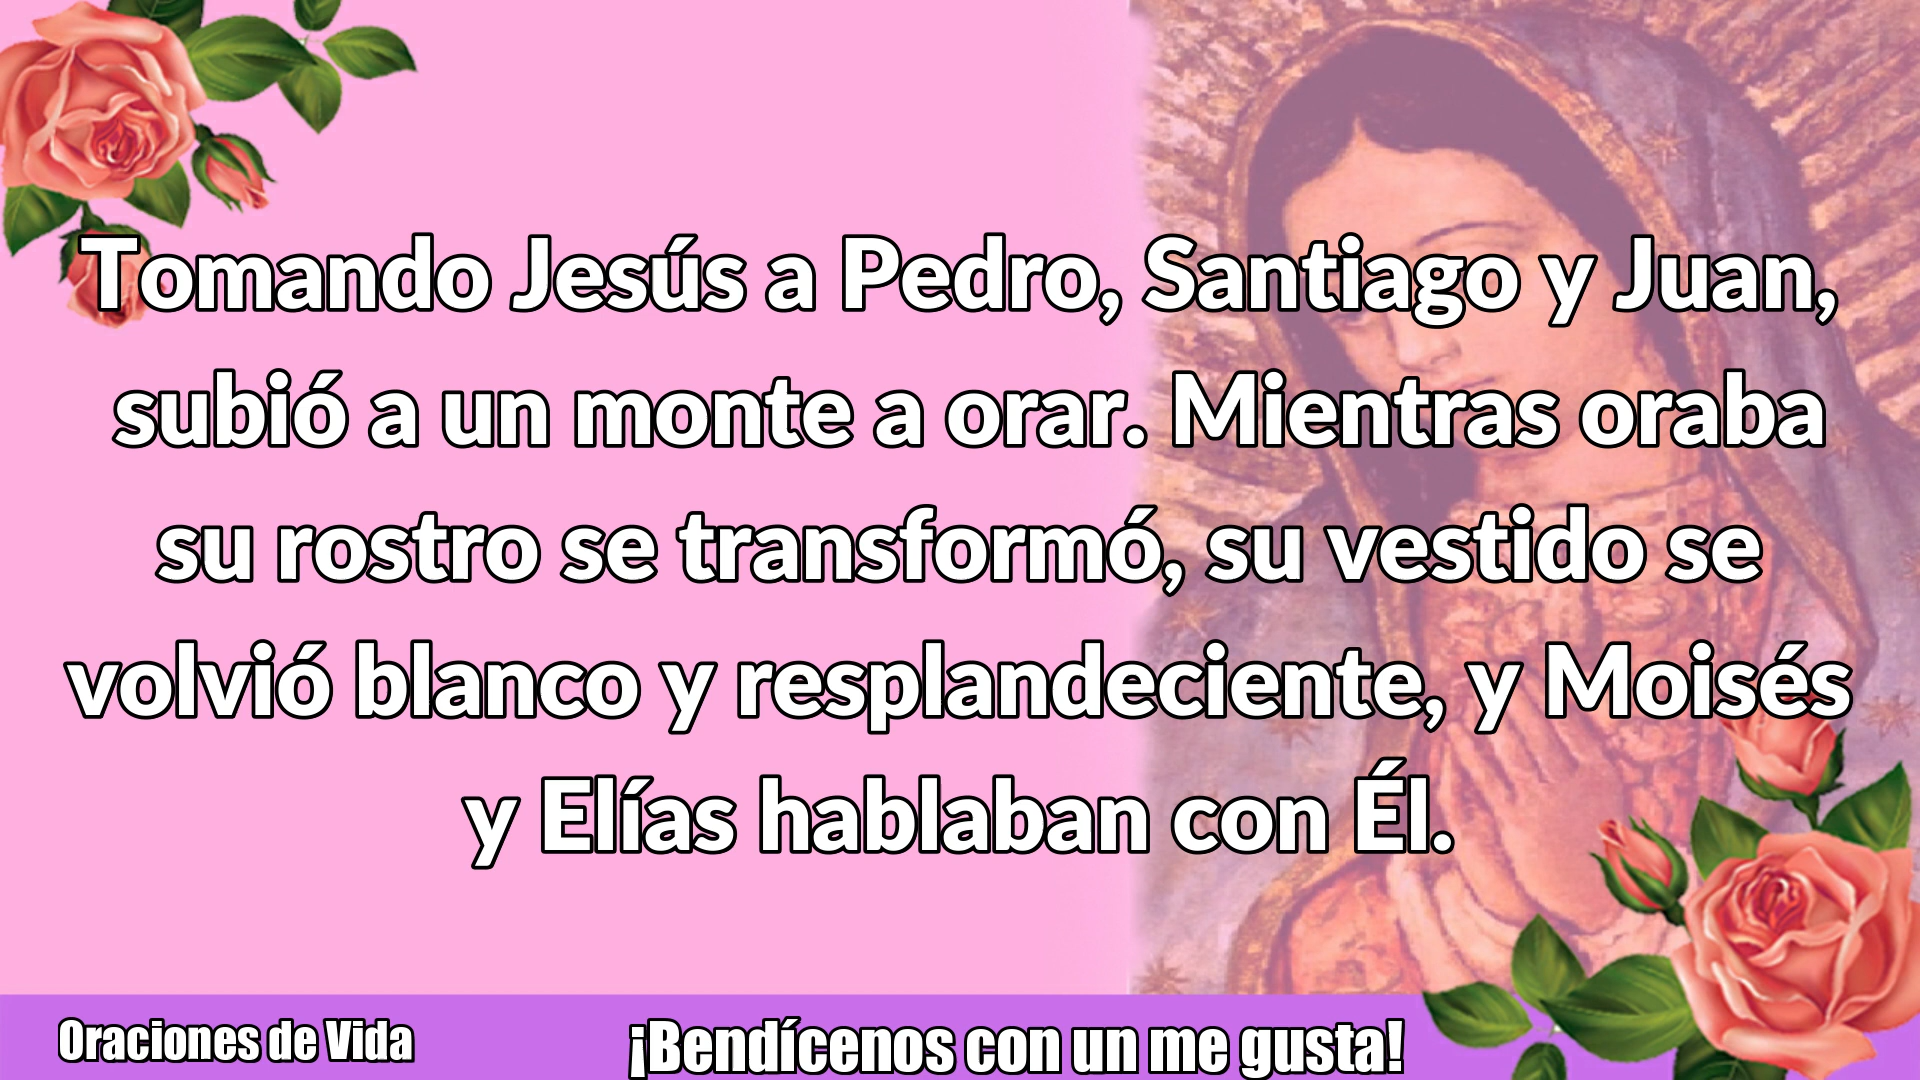 Tomando Jesús a Pedro, Santiago y Juan,
subió a un monte a orar. Mientras oraba
su rostro se transformó, su vestido se
volvió blanco y resplandeciente, y Moisés
y Elías hablaban con Él.
Oraciones de Vida
¡Bendícenos con un me gusta!